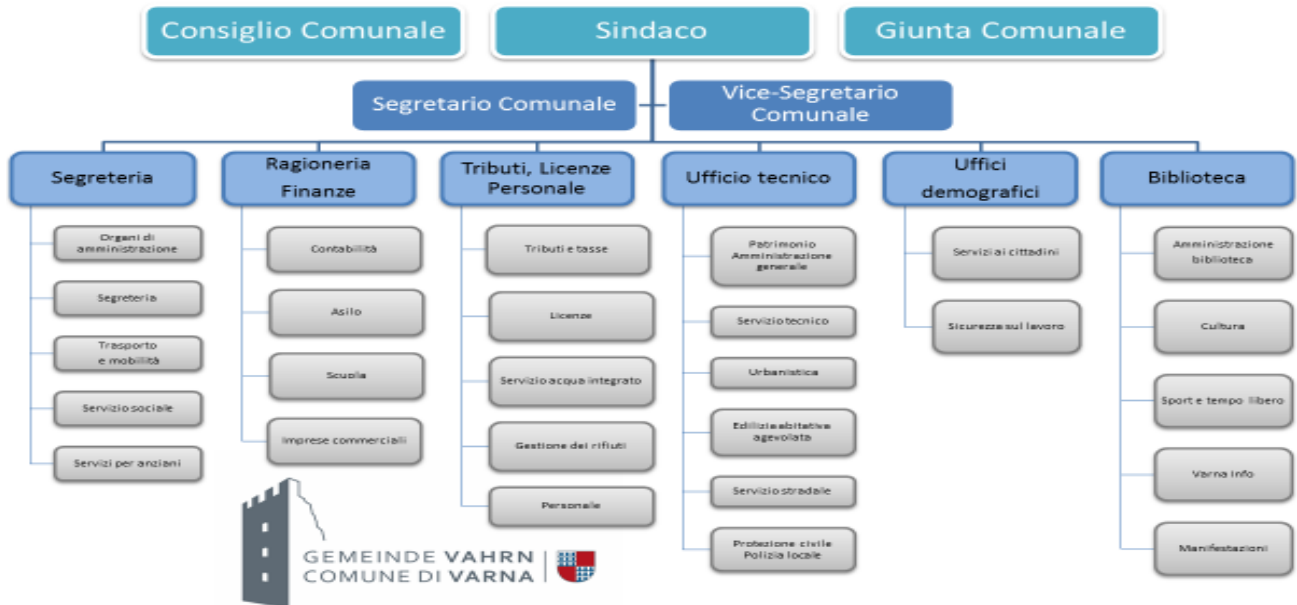 Consiglio Comunale
Sindaco
Giunta Comunale
Segretario Comunale
Vice-Segretario
Comunale
Segreteria
Organi di
amministrazione
Segreteria
Trasporto
e mobilità
Servizio sociale
Servizi per anziani
Ragioneria
Finanze
Contabilità
Asilo
Scuola
Imprese commerciali
Tributi, Licenze
Personale
Tributi e tasse
Licenze
Servizio acqua integrato
Gestione dei rifiuti
Personale
Ufficio tecnico
Patrimonio
Amministrazione
generale
Servizio tecnico
Urbanistica
Edilizia abitativa
agevolata
Servizio stradale
Protezione civile
Polizia locale
Uffici
demografici
Servizi ai cittadini
Sicurezza sul lavoro
Biblioteca
Amministrazione
biblioteca
Cultura
Sport e tempo libero
Varna Info
Manifestazioni
GEMEINDE VAHRN
COMUNE DI VARNA